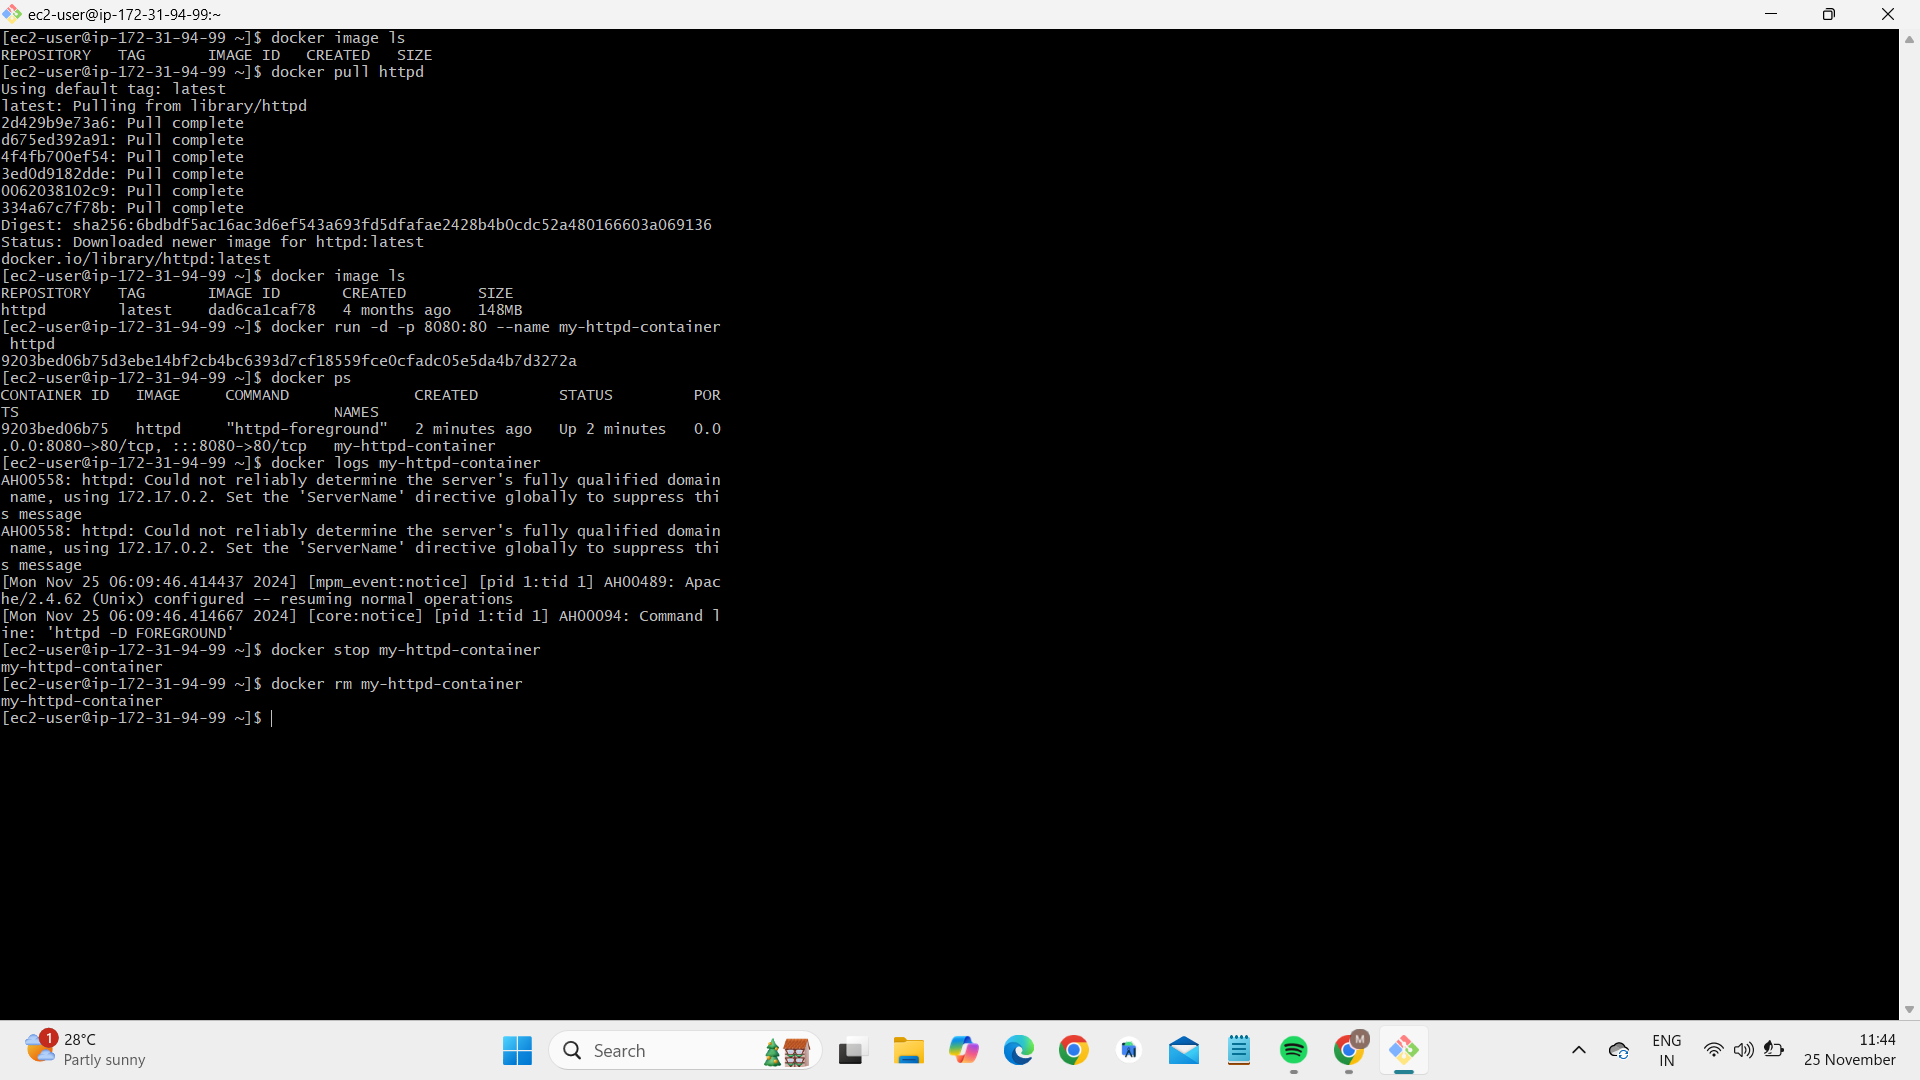 ec2-user@ip-172-31-94-99:~
[ec2-user@ip-172-31-94-99 ~]$ docker image ls
REPOSITORY   TAG       IMAGE ID   CREATED   SIZE
[ec2-user@ip-172-31-94-99 ~]$ docker pull httpd
Using default tag: latest
latest: Pulling from library/httpd
2d429b9e73a6: Pull complete
d675ed392a91: Pull complete
4f4fb700ef54: Pull complete
3ed0d9182dde: Pull complete
0062038102c9: Pull complete
334a67c7f78b: Pull complete
Digest: sha256:6bdbdf5ac16ac3d6ef543a693fd5dfafae2428b4b0cdc52a480166603a069136
Status: Downloaded newer image for httpd:latest
docker.io/library/httpd:latest
[ec2-user@ip-172-31-94-99 ~]$ docker image ls
REPOSITORY   TAG       IMAGE ID       CREATED        SIZE
httpd        latest    dad6ca1caf78   4 months ago   148MB
[ec2-user@ip-172-31-94-99 ~]$ docker run -d -p 8080:80 --name my-httpd-container
 httpd
9203bed06b75d3ebe14bf2cb4bc6393d7cf18559fce0cfadc05e5da4b7d3272a
[ec2-user@ip-172-31-94-99 ~]$ docker ps
CONTAINER ID   IMAGE     COMMAND              CREATED         STATUS         POR
TS                                   NAMES
9203bed06b75   httpd     "httpd-foreground"   2 minutes ago   Up 2 minutes   0.0
.0.0:8080->80/tcp, :::8080->80/tcp   my-httpd-container
[ec2-user@ip-172-31-94-99 ~]$ docker logs my-httpd-container
AH00558: httpd: Could not reliably determine the server's fully qualified domain
 name, using 172.17.0.2. Set the 'ServerName' directive globally to suppress thi
s message
AH00558: httpd: Could not reliably determine the server's fully qualified domain
 name, using 172.17.0.2. Set the 'ServerName' directive globally to suppress thi
s message
[Mon Nov 25 06:09:46.414437 2024] [mpm_event:notice] [pid 1:tid 1] AH00489: Apac
he/2.4.62 (Unix) configured -- resuming normal operations
[Mon Nov 25 06:09:46.414667 2024] [core:notice] [pid 1:tid 1] AH00094: Command l
ine: 'httpd -D FOREGROUND'
[ec2-user@ip-172-31-94-99 ~]$ docker stop my-httpd-container
my-httpd-container
[ec2-user@ip-172-31-94-99 ~]$ docker rm my-httpd-container
my-httpd-container
[ec2-user@ip-172-31-94-99 ~]$
1
28°C
Partly sunny
Search
M
ENG
IN
11:44
25 November